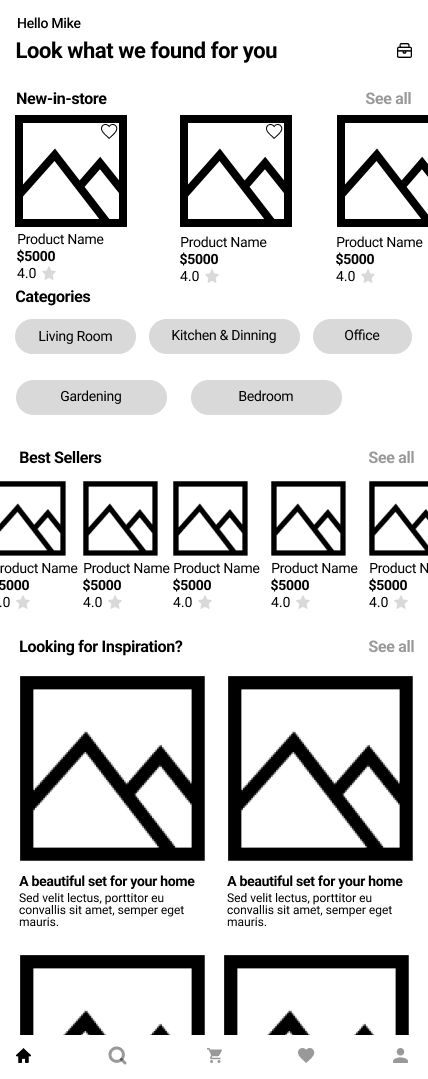 Hello Mike
Look what we found for you
New-in-store See all
Product Name Product Name Product Name
$5000 $5000 $5000
4.0 4.0 4.0
Categories
Living Room Kitchen & Dinning Office
Gardening Bedroom
Best Sellers See all
roduct Name Product Name Product Name Product Name Product N
5000 $5000 $5000 $5000 $5000
.0 4.0 4.0 4.0 4.0
Looking for Inspiration? See all
A beautiful set for your home A beautiful set for your home
Sed velit lectus, porttitor eu Sed velit lectus, porttitor eu
convallis sit amet, semper eget convallis sit amet, semper eget
mauris. mauris.